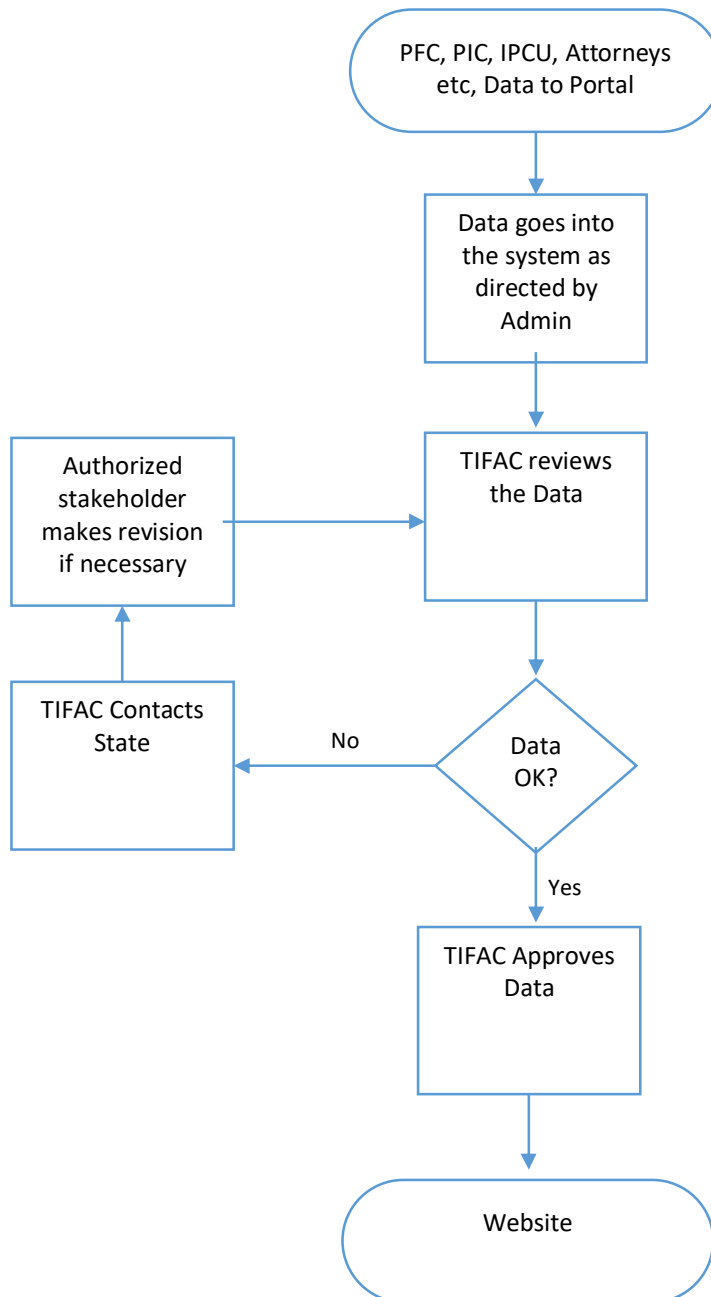 PFC, PIC, IPCU, Attorneys
etc, Data to Portal
Data goes into
the system as
directed by
Admin
TIFAC reviews
the Data
Authorized
stakeholder
makes revision
if necessary
TIFAC Contacts
State
No
Data
OK?
Yes
TIFAC Approves
Data
Website